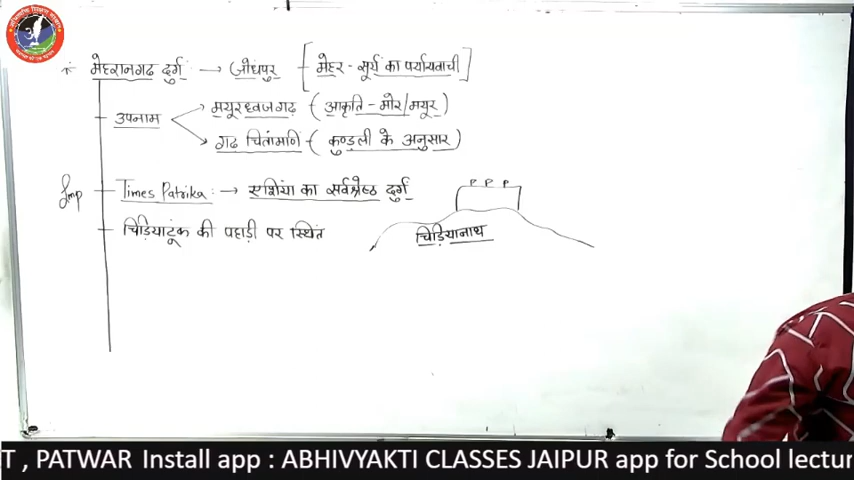 मेहरानगढ दुर्ग → जोधपुर - [मेहर - सूर्य का पर्यायवाची]
उपनाम
मयूरध्वजगढ़ (आकृति - मोर/मयूर)
गढ चिंतामणि (कुण्डली के अनुसार)
Imp Times Patrika: → एशिया का सर्वश्रेष्ठ दुर्ग
चिड़ियाटूंक की पहाड़ी पर स्थित
चिड़ियानाथ
T , PATWAR Install app : ABHIVYAKTI CLASSES JAIPUR app for School lectur